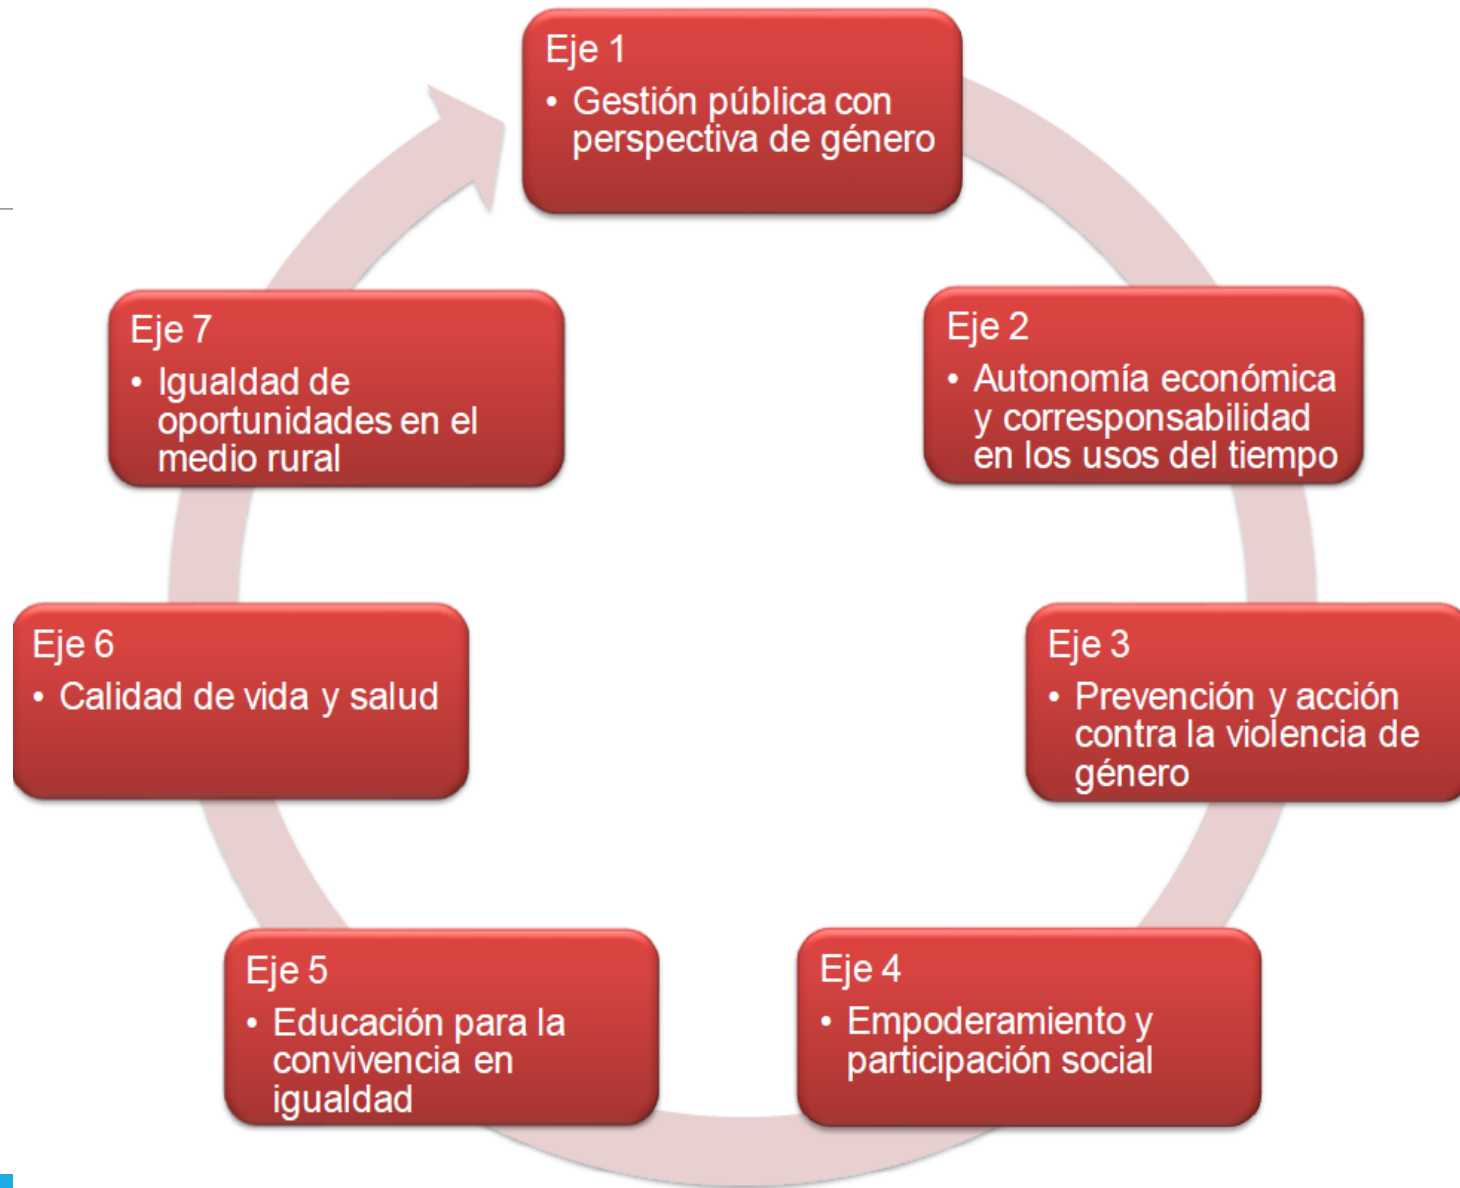 Eje 1
• Gestión pública con
perspectiva de género
Eje 2
• Autonomía económica
y corresponsabilidad
en los usos del tiempo
Eje 3
• Prevención y acción
contra la violencia de
género
Eje 4
• Empoderamiento y
participación social
Eje 5
• Educación para la
convivencia en
igualdad
Eje 6
• Calidad de vida y salud
Eje 7
• Igualdad de
oportunidades en el
medio rural